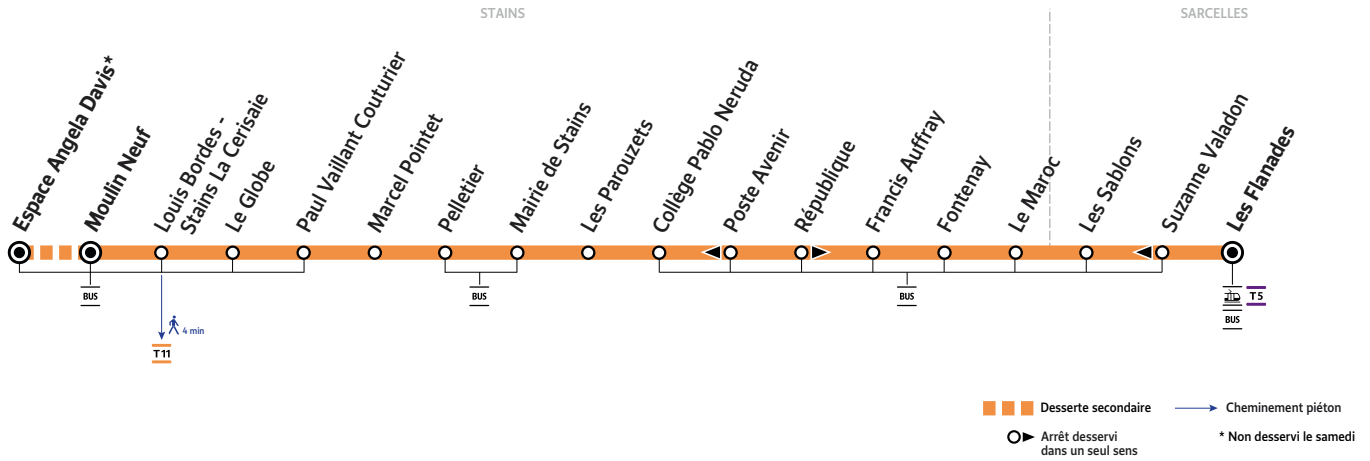 STAINS
SARCELLES
Espace Angela Davis*
Moulin Neuf
Louis Bordes -
Stains La Cerisaie
Le Globe
Paul Vaillant Couturier
Marcel Pointet
Pelletier
Mairie de Stains
Les Parouzets
Collège Pablo Neruda
Poste Avenir
République
Francis Auffray
Fontenay
Le Maroc
Les Sablons
Suzanne Valadon
Les Flanades
BUS
BUS
BUS
T5
BUS
4 min
T11
Desserte secondaire
Cheminement piéton
Arrêt desservi
dans un seul sens
* Non desservi le samedi